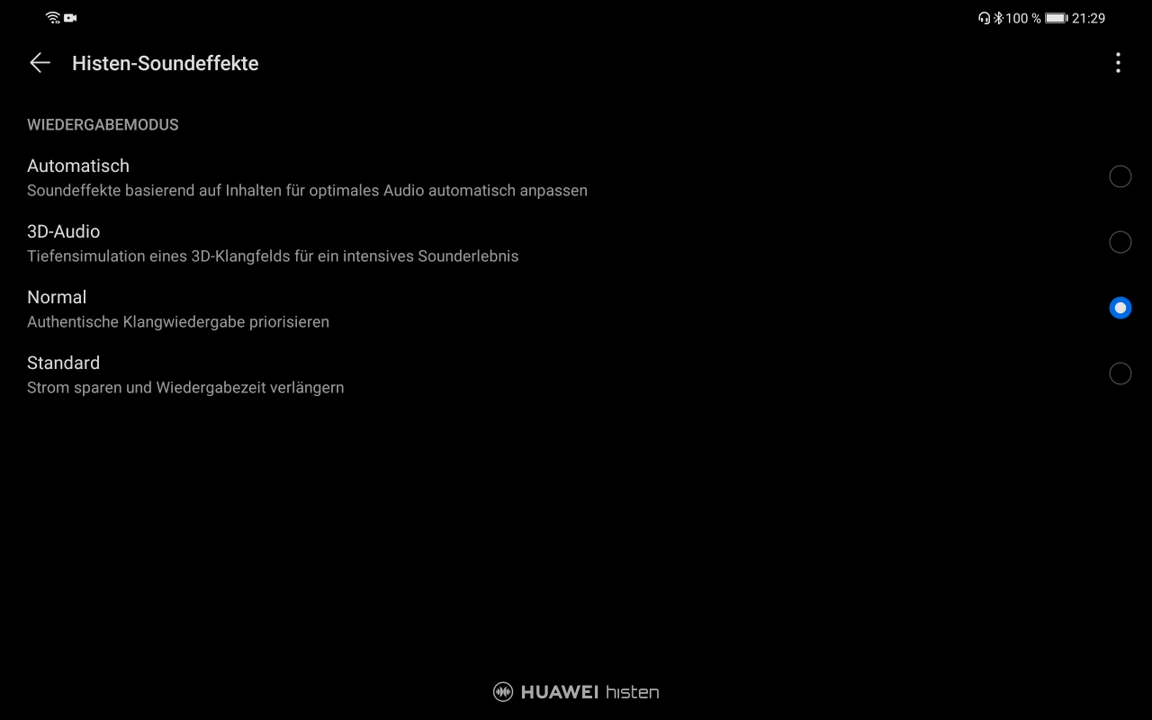 100 % 21:29
Histen-Soundeffekte
WIEDERGABEMODUS
Automatisch
Soundeffekte basierend auf Inhalten für optimales Audio automatisch anpassen
3D-Audio
Tiefensimulation eines 3D-Klangfelds für ein intensives Sounderlebnis
Normal
Authentische Klangwiedergabe priorisieren
Standard
Strom sparen und Wiedergabezeit verlängern
HUAWEI histen